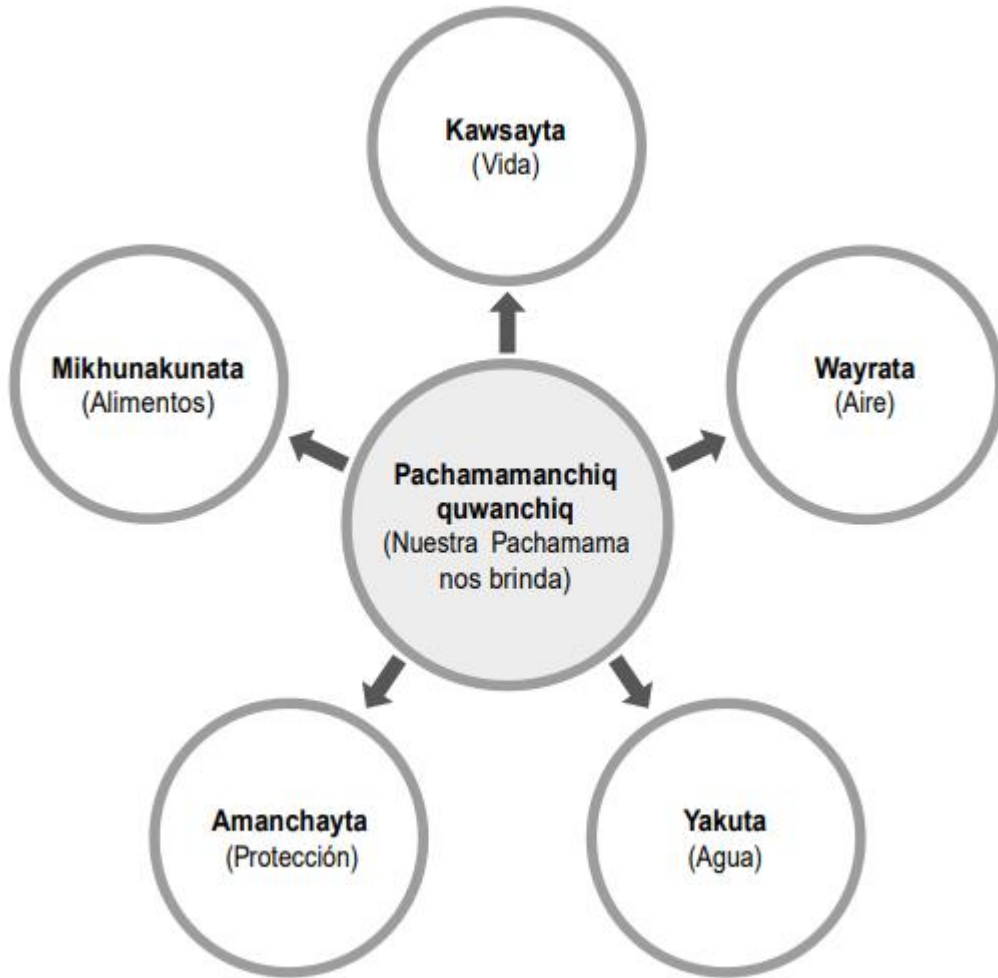 Kawsayta
(Vida)
Mikhunakunata
(Alimentos)
Wayrata
(Aire)
Pachamamanchiq
quwanchiq
(Nuestra Pachamama
nos brinda)
Amanchayta
(Protección)
Yakuta
(Agua)